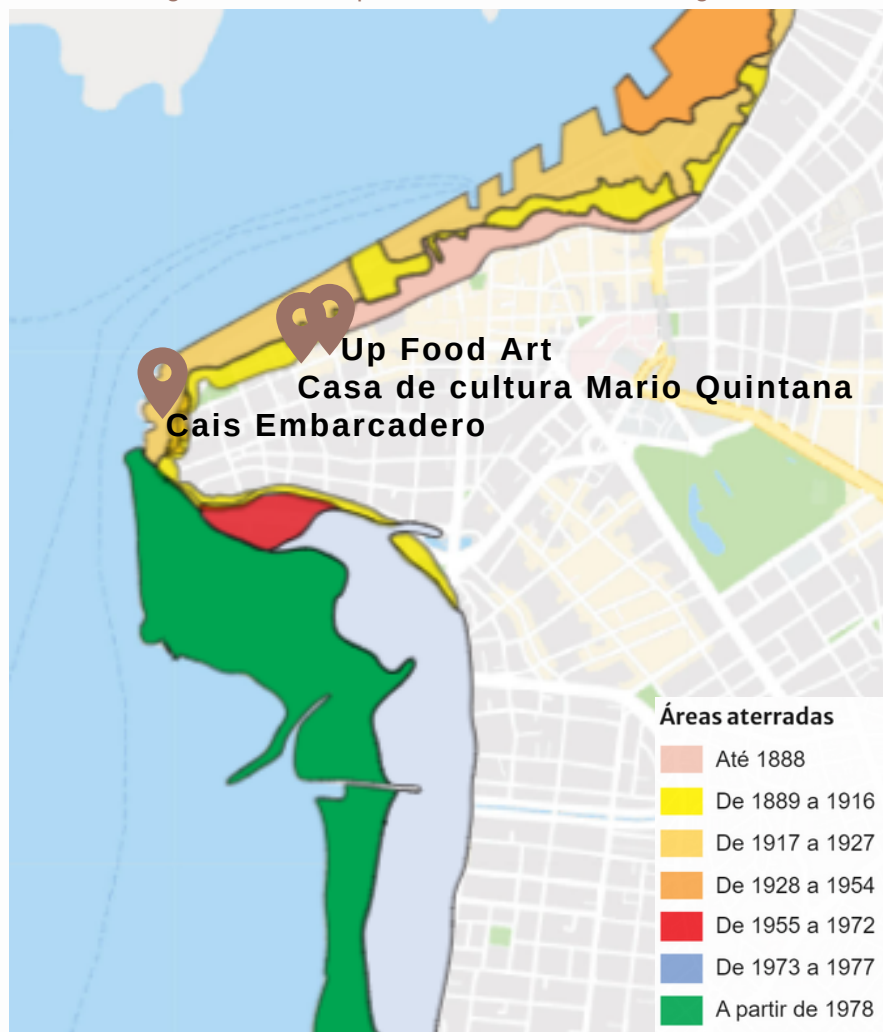 Up Food Art
Casa de cultura Mario Quintana
Cais Embarcadero
Áreas aterradas
Até 1888
De 1889 a 1916
De 1917 a 1927
De 1928 a 1954
De 1955 a 1972
De 1973 a 1977
A partir de 1978